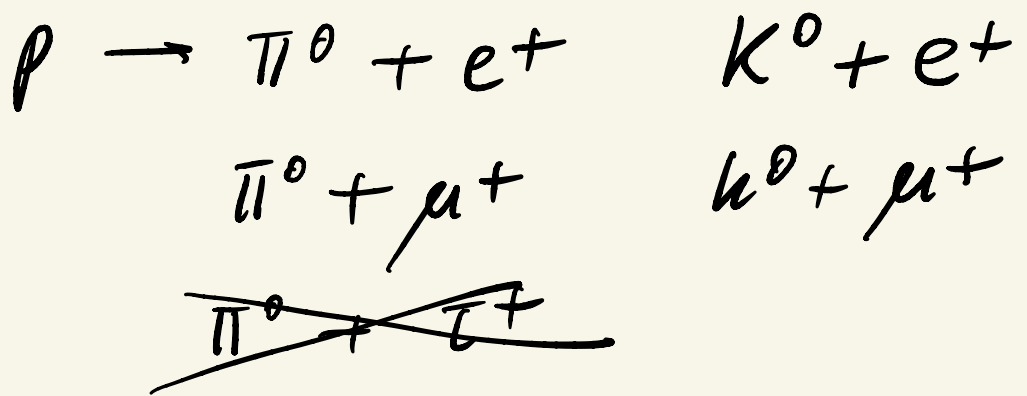 p → π⁰ + e⁺ K⁰ + e⁺
π⁰ + μ⁺ k⁰ + μ⁺
π⁰ + τ⁺